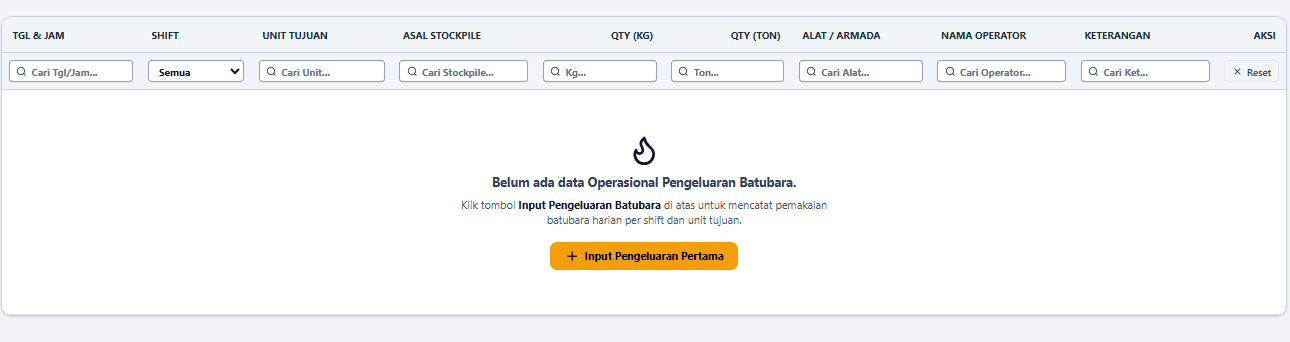 TGL & JAM SHIFT UNIT TUJUAN ASAL STOCKPILE QTY (KG) QTY (TON) ALAT / ARMADA NAMA OPERATOR KETERANGAN AKSI
Cari Tgl/Jam... Semua Cari Unit... Cari Stockpile... Kg... Ton... Cari Alat... Cari Operator... Cari Ket... Reset
Belum ada data Operasional Pengeluaran Batubara.
Klik tombol Input Pengeluaran Batubara di atas untuk mencatat pemakaian
batubara harian per shift dan unit tujuan.
Input Pengeluaran Pertama